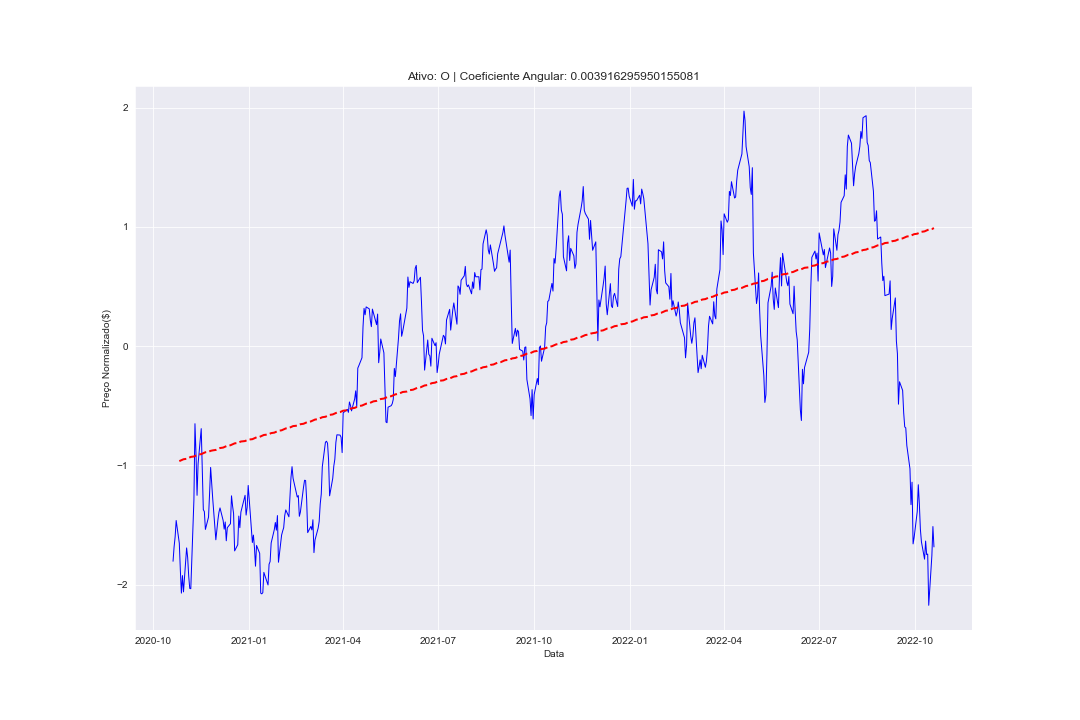 Ativo: O | Coeficiente Angular: 0.003916295950155081
Preço Normalizado($)
2
1
0
−1
−2
2020-10 2021-01 2021-04 2021-07 2021-10 2022-01 2022-04 2022-07 2022-10
Data